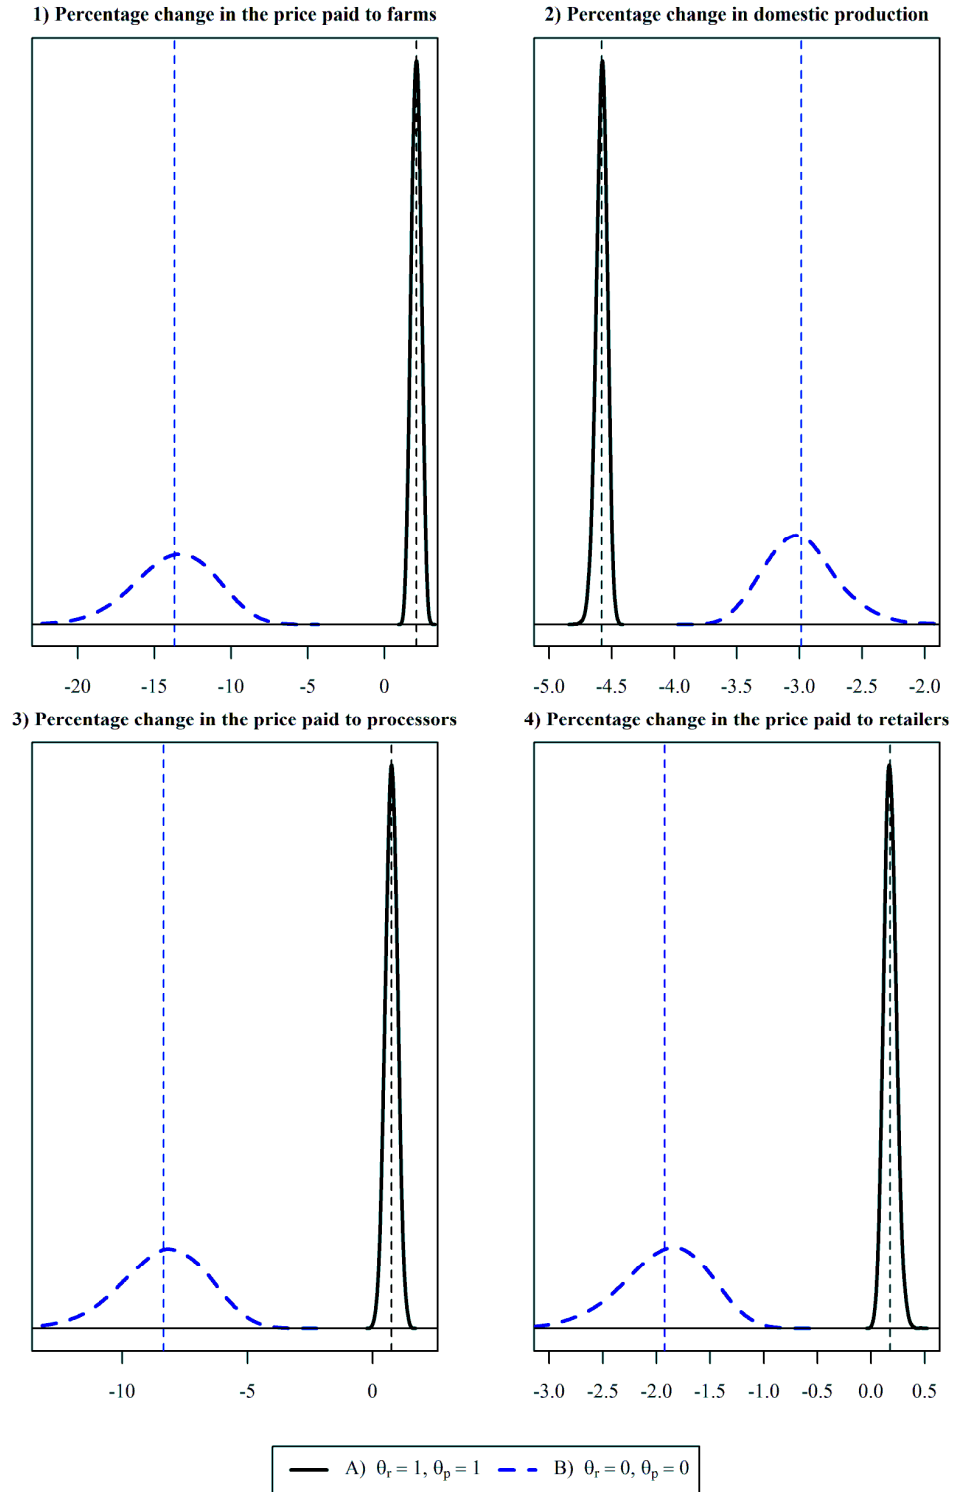 1) Percentage change in the price paid to farms
2) Percentage change in domestic production
-20 -15 -10 -5 0
-5.0 -4.5 -4.0 -3.5 -3.0 -2.5 -2.0
3) Percentage change in the price paid to processors
4) Percentage change in the price paid to retailers
-10 -5 0
-3.0 -2.5 -2.0 -1.5 -1.0 -0.5 0.0 0.5
A) θr = 1, θp = 1 B) θr = 0, θp = 0